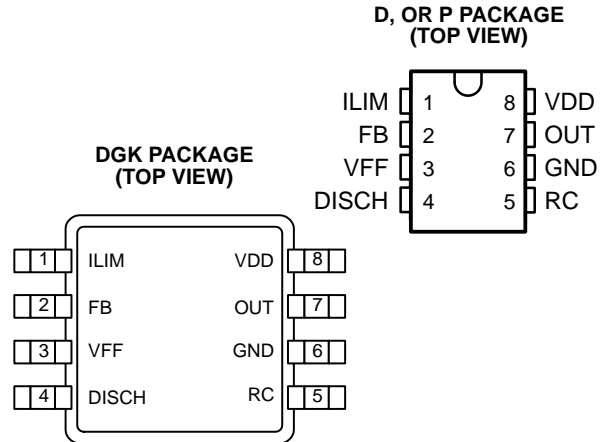 D, OR P PACKAGE
(TOP VIEW)
ILIM 1 8 VDD
FB 2 7 OUT
VFF 3 6 GND
DISCH 4 5 RC
DGK PACKAGE
(TOP VIEW)
1 ILIM VDD 8
2 FB OUT 7
3 VFF GND 6
4 DISCH RC 5